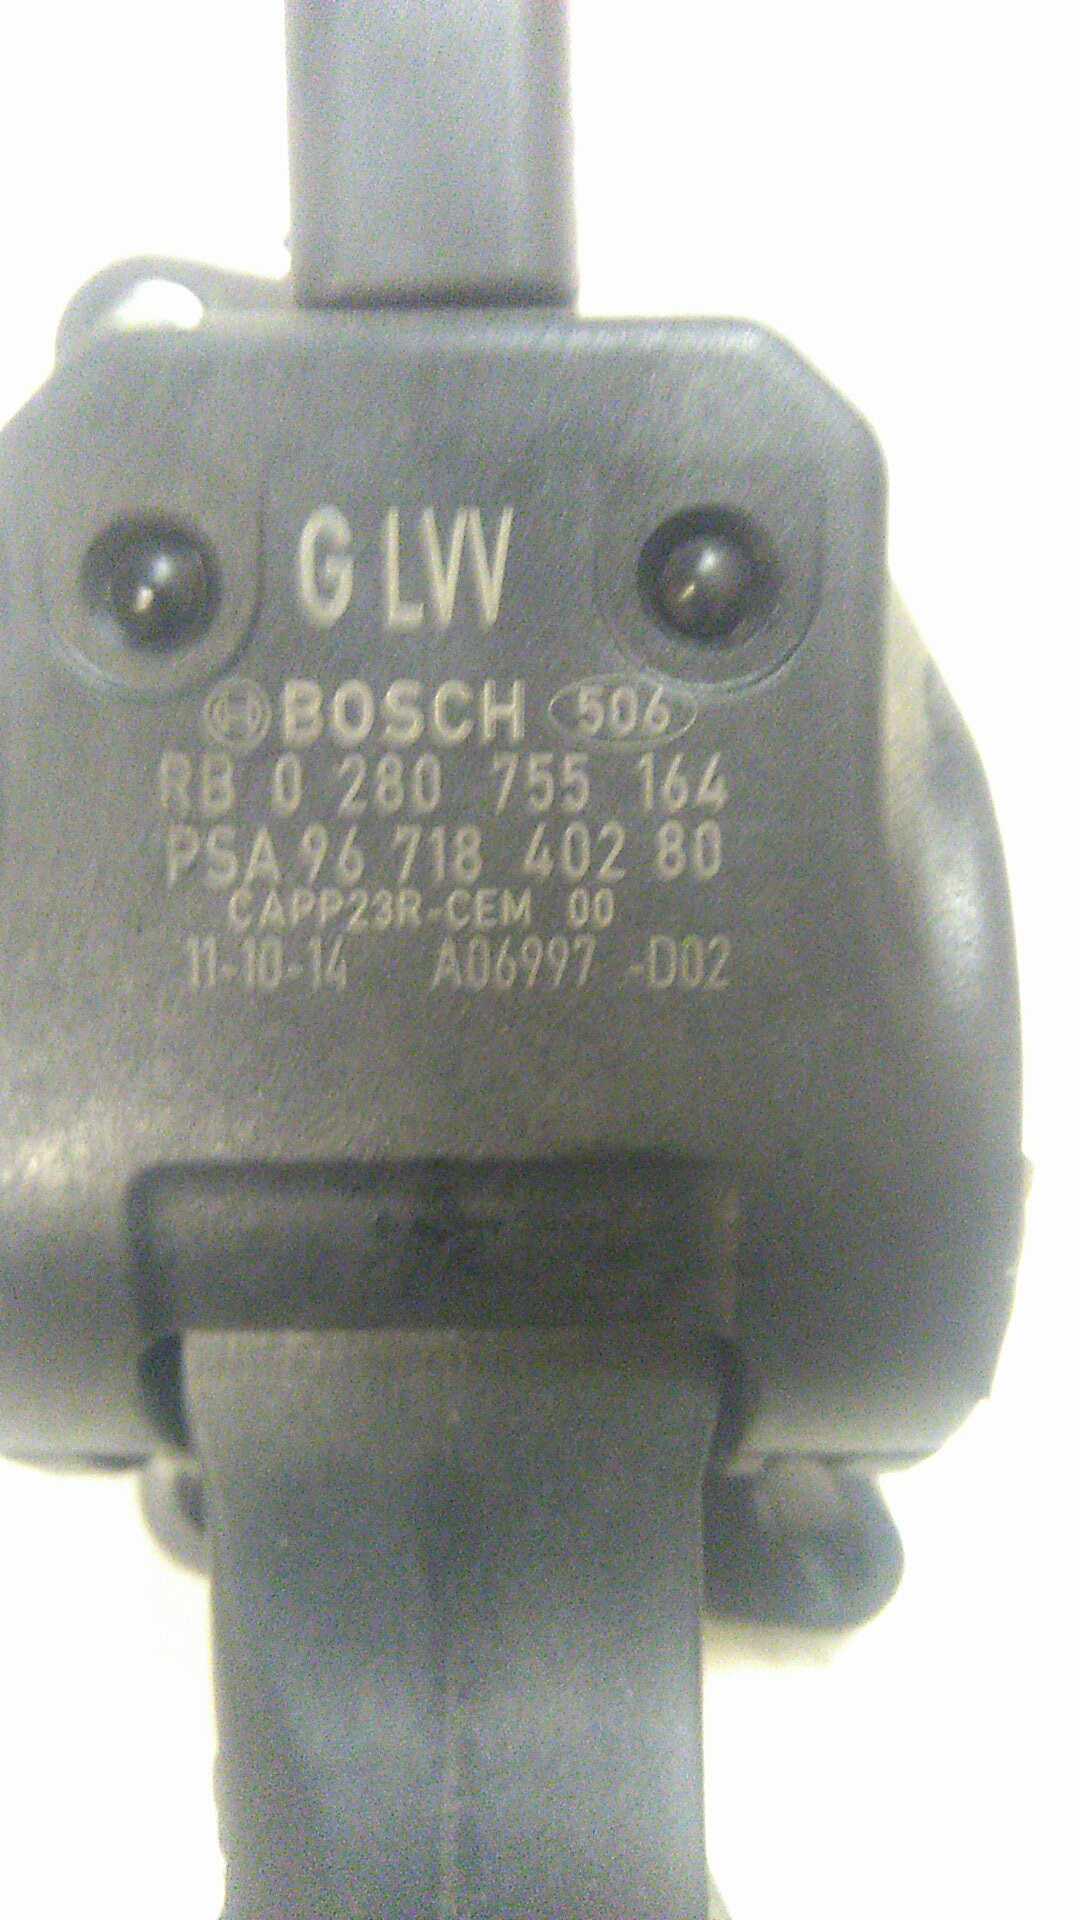 G LVV
BOSCH 506
RB 0 280 755 164
PSA 96 718 402 80
CAPP23R-CEM 00
11-10-14 A06997 -D02